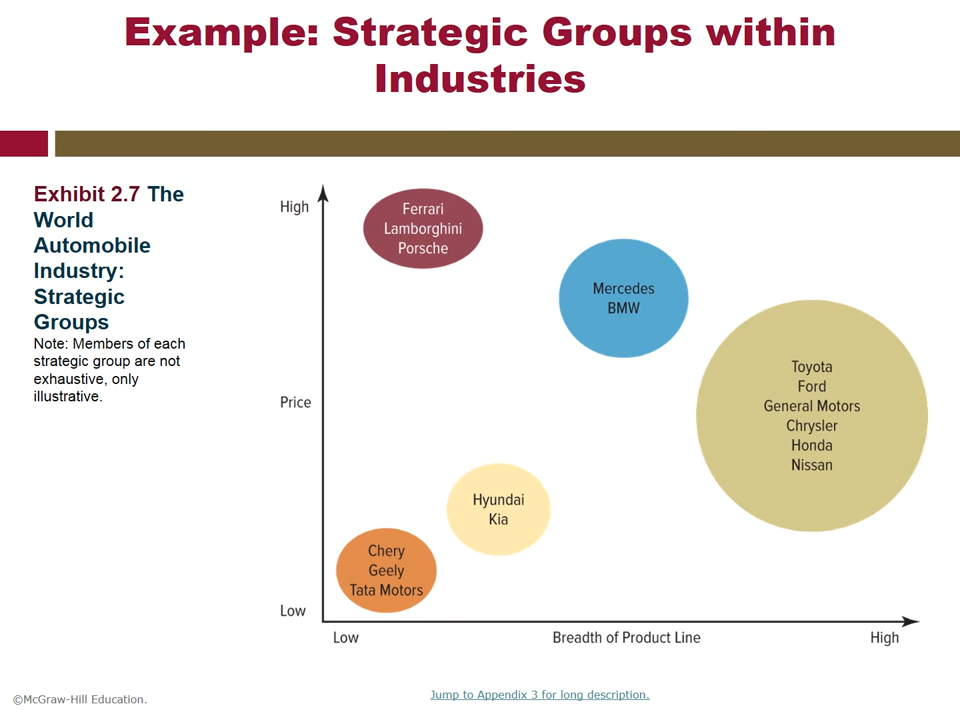 Example: Strategic Groups within
Industries
Exhibit 2.7 The
World
Automobile
Industry:
Strategic
Groups
Note: Members of each
strategic group are not
exhaustive, only
illustrative.
High
Price
Low
Ferrari
Lamborghini
Porsche
Mercedes
BMW
Toyota
Ford
General Motors
Chrysler
Honda
Nissan
Hyundai
Kia
Chery
Geely
Tata Motors
Low
Breadth of Product Line
High
©McGraw-Hill Education.
Jump to Appendix 3 for long description.